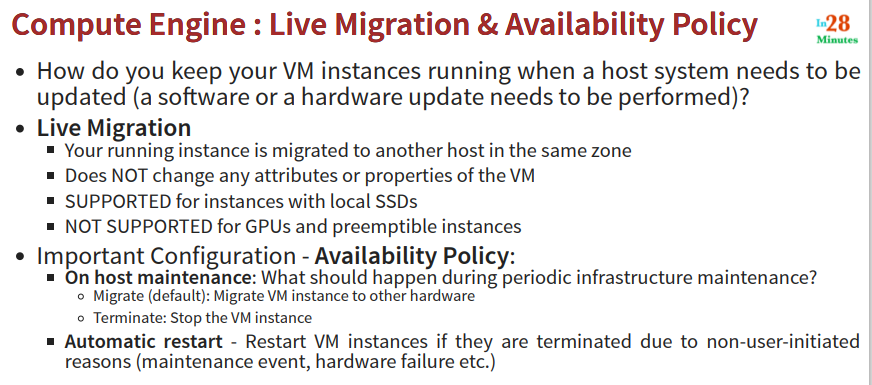 Compute Engine : Live Migration & Availability Policy
In28
Minutes
• How do you keep your VM instances running when a host system needs to be
updated (a software or a hardware update needs to be performed)?
• Live Migration
▪ Your running instance is migrated to another host in the same zone
▪ Does NOT change any attributes or properties of the VM
▪ SUPPORTED for instances with local SSDs
▪ NOT SUPPORTED for GPUs and preemptible instances
• Important Configuration - Availability Policy:
▪ On host maintenance: What should happen during periodic infrastructure maintenance?
◦ Migrate (default): Migrate VM instance to other hardware
◦ Terminate: Stop the VM instance
▪ Automatic restart - Restart VM instances if they are terminated due to non-user-initiated
reasons (maintenance event, hardware failure etc.)